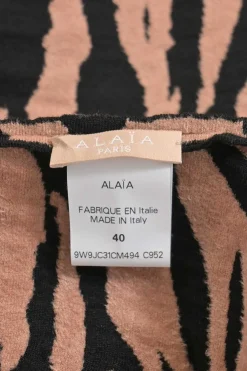 ALAÏA
PARIS
ALAÏA
FABRIQUE EN Italie
MADE IN Italy
40
9W9JC31CM494 C952